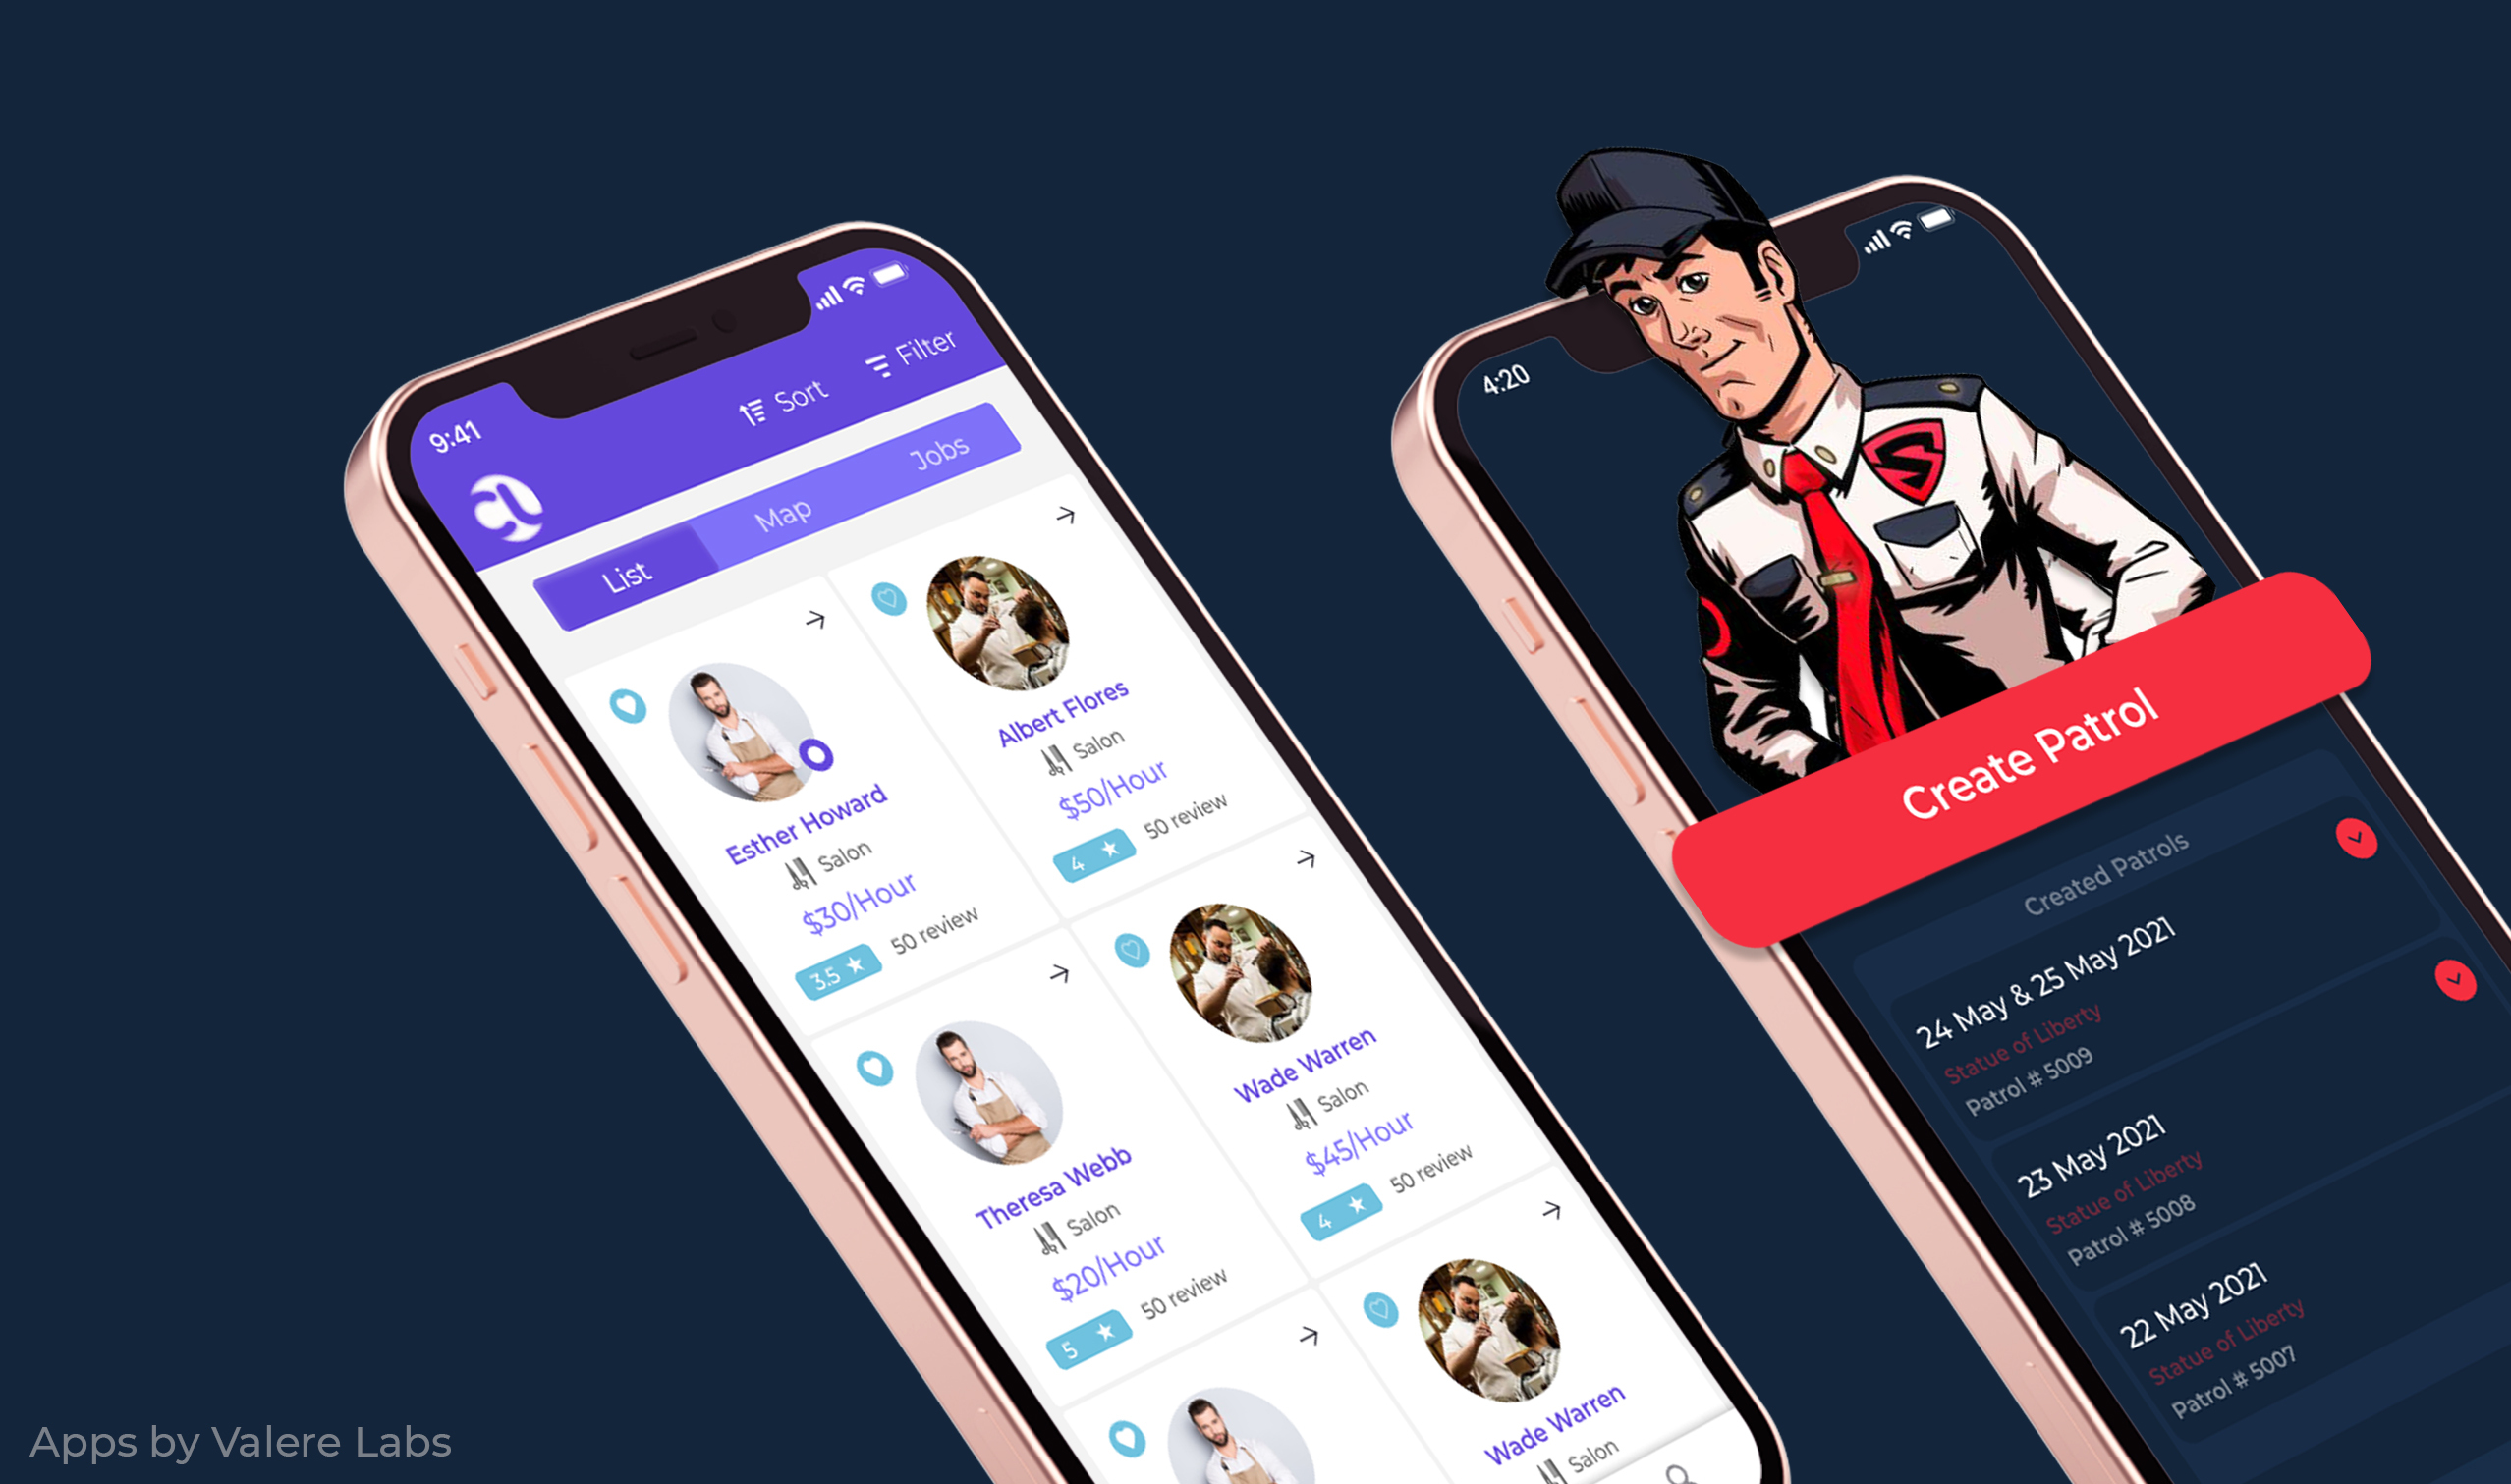 9:41
Sort
Filter
List
Map
Jobs
Esther Howard
Salon
$30/Hour
3.5
50 review
Albert Flores
Salon
$50/Hour
4
50 review
Theresa Webb
Salon
$20/Hour
5
50 review
Wade Warren
Salon
$45/Hour
4
50 review
Wade Warren
Salon
4:20
S
Create Patrol
Created Patrols
24 May & 25 May 2021
Statue of Liberty
Patrol # 5009
23 May 2021
Statue of Liberty
Patrol # 5008
22 May 2021
Statue of Liberty
Patrol # 5007
Apps by Valere Labs